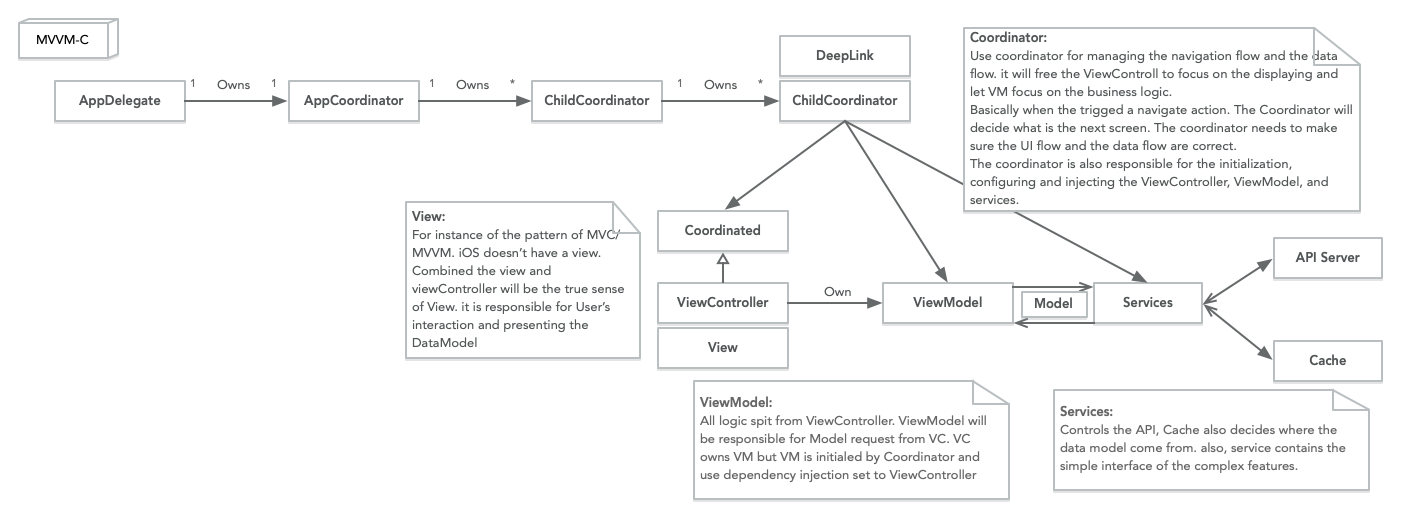 MVVM-C
DeepLink
1 Owns 1
1 Owns *
1 Owns *
AppDelegate
AppCoordinator
ChildCoordinator
ChildCoordinator
Coordinator:
Use coordinator for managing the navigation flow and the data
flow. it will free the ViewControll to focus on the displaying and
let VM focus on the business logic.
Basically when the trigged a navigate action. The Coordinator will
decide what is the next screen. The coordinator needs to make
sure the UI flow and the data flow are correct.
The coordinator is also responsible for the initialization,
configuring and injecting the ViewController, ViewModel, and
services.
View:
For instance of the pattern of MVC/
MVVM. iOS doesn't have a view.
Combined the view and
viewController will be the true sense
of View. it is responsible for User's
interaction and presenting the
DataModel
Coordinated
ViewController
View
Own
ViewModel
Model
Services
API Server
Cache
ViewModel:
All logic spit from ViewController. ViewModel will
be responsible for Model request from VC. VC
owns VM but VM is initialed by Coordinator and
use dependency injection set to ViewController
Services:
Controls the API, Cache also decides where the
data model come from. also, service contains the
simple interface of the complex features.